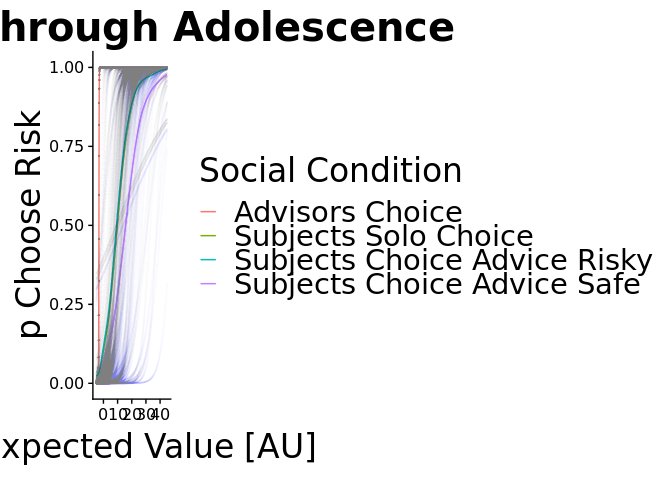 hrough Adolescence
p Choose Risk
1.00
0.75
0.50
0.25
0.00
0 10 20 30 40
xpected Value [AU]
Social Condition
Advisors Choice
Subjects Solo Choice
Subjects Choice Advice Risky
Subjects Choice Advice Safe